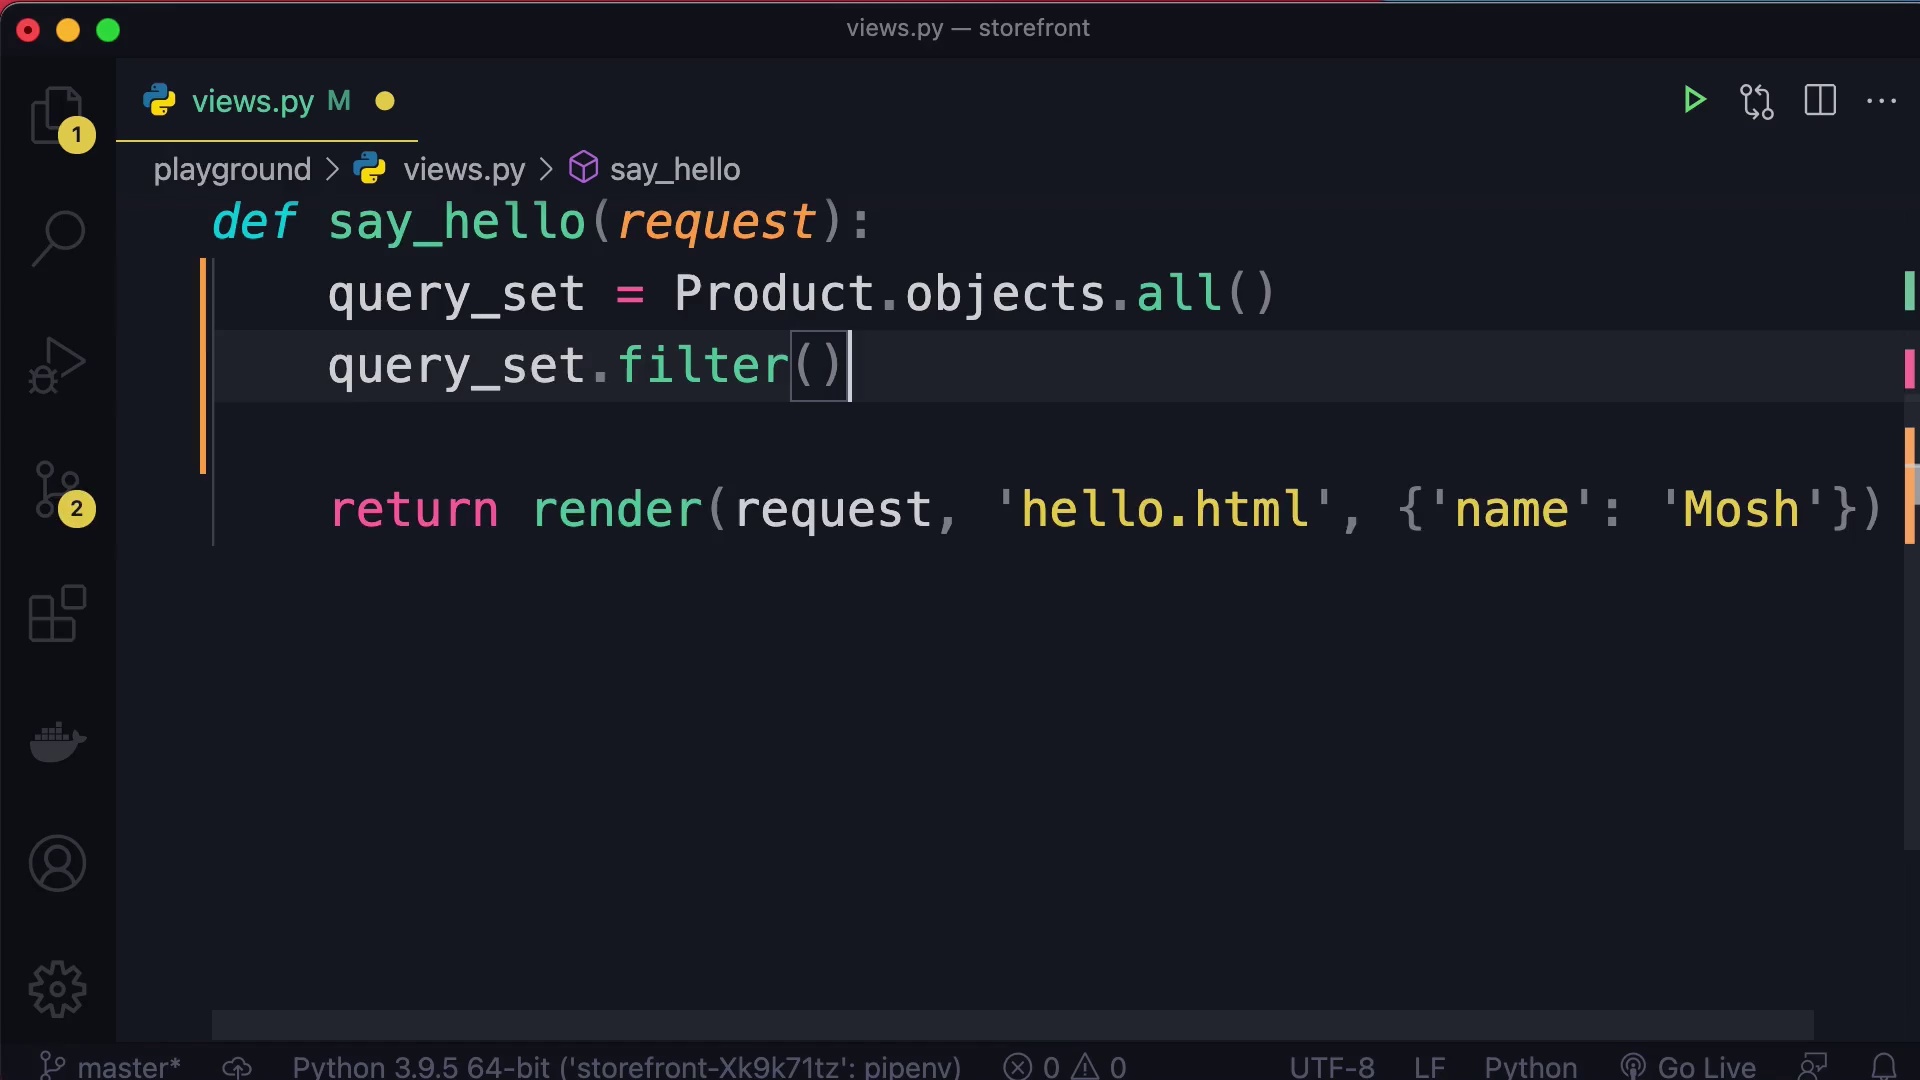 views.py — storefront
views.py M
1
playground > views.py > say_hello
def say_hello(request):
query_set = Product.objects.all()
query_set.filter()
return render(request, 'hello.html', {'name': 'Mosh'})
2
master* Python 3.9.5 64-bit ('storefront-Xk9k71tz': pipenv) 0 0 UTF-8 LF Python Go Live